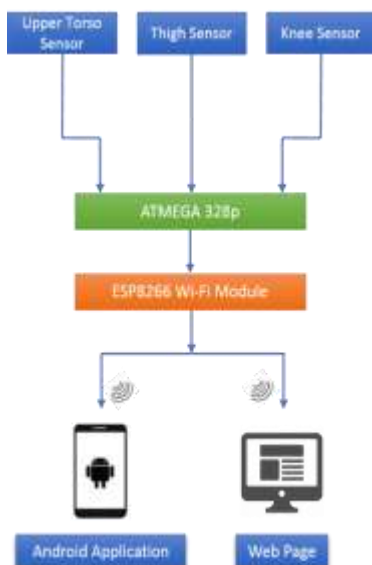 Upper Torso
Sensor
Thigh Sensor
Knee Sensor
ATMEGA 328p
ESP8266 Wi-Fi Module
Android Application
Web Page